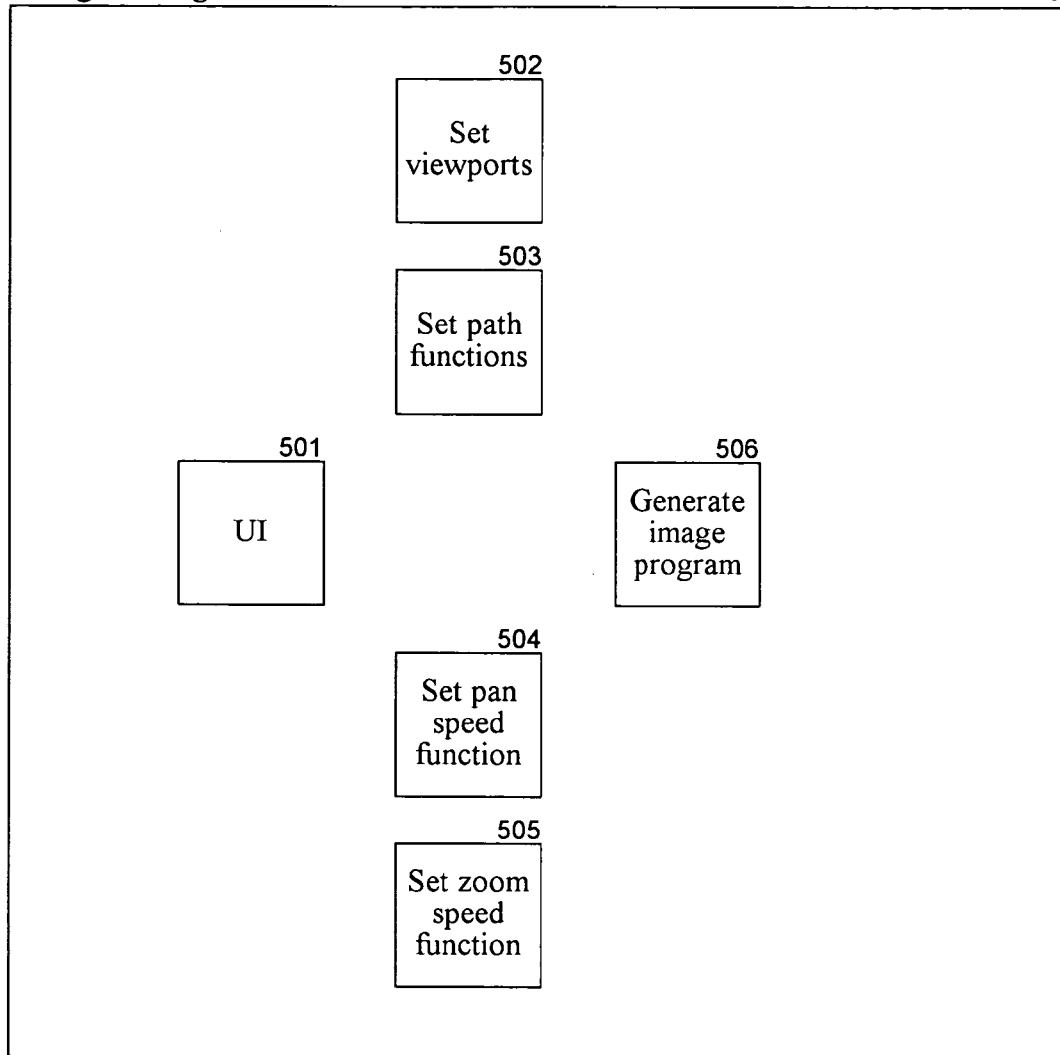 502
Set
viewports
503
Set path
functions
501
UI
506
Generate
image
program
504
Set pan
speed
function
505
Set zoom
speed
function